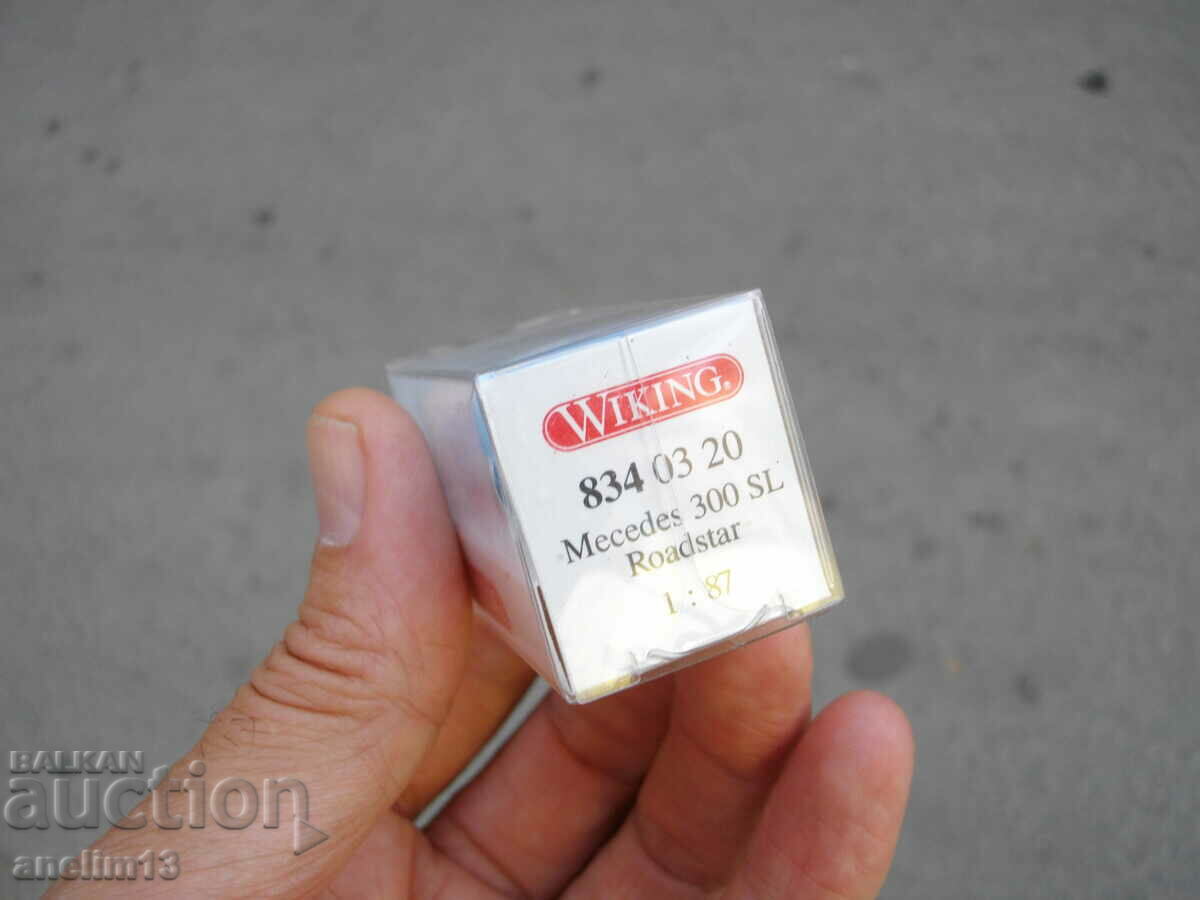 WIKING®
834 03 20
Mecedes 300 SL
Roadstar
1 : 87
BALKAN
auction
anelim13